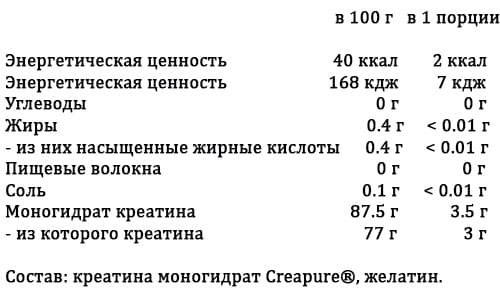 в 100 г в 1 порции
Энергетическая ценность 40 ккал 2 ккал
Энергетическая ценность 168 кдж 7 кдж
Углеводы 0 г 0 г
Жиры 0.4 г < 0.01 г
- из них насыщенные жирные кислоты 0.4 г < 0.01 г
Пищевые волокна 0 г 0 г
Соль 0.1 г < 0.01 г
Моногидрат креатина 87.5 г 3.5 г
- из которого креатина 77 г 3 г
Состав: креатина моногидрат Creapure®, желатин.